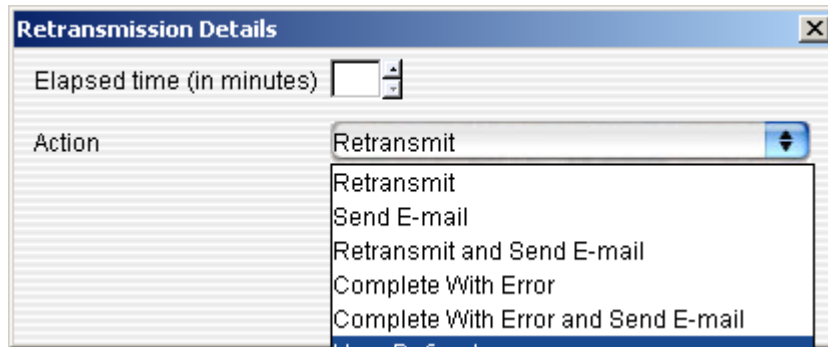 Retransmission Details
Elapsed time (in minutes)
Action
Retransmit
Retransmit
Send E-mail
Retransmit and Send E-mail
Complete With Error
Complete With Error and Send E-mail